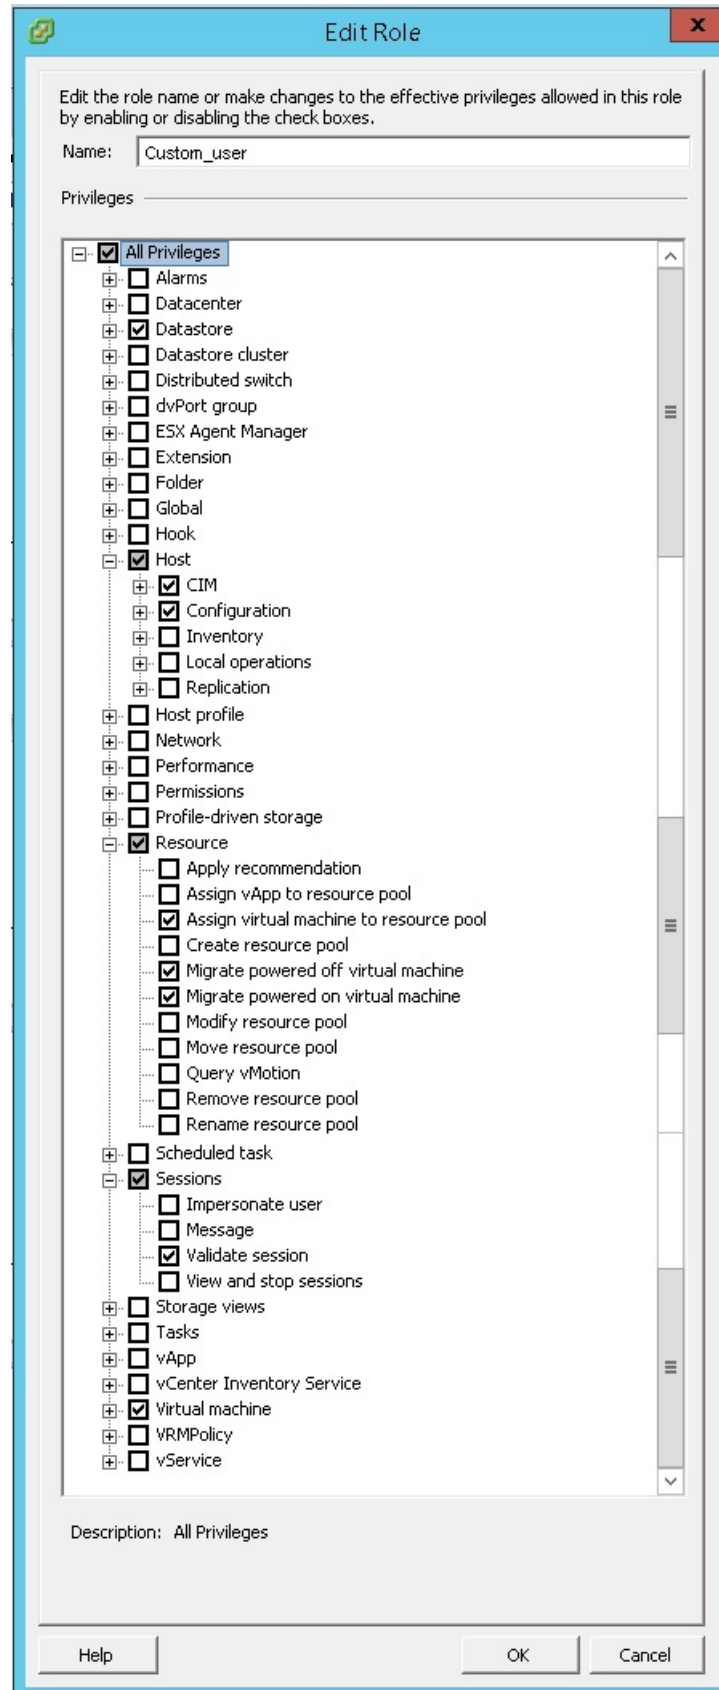 Edit Role
x
Edit the role name or make changes to the effective privileges allowed in this role
by enabling or disabling the check boxes.
Name: Custom_user
Privileges
All Privileges
Alarms
Datacenter
Datastore
Datastore cluster
Distributed switch
dvPort group
ESX Agent Manager
Extension
Folder
Global
Hook
Host
CIM
Configuration
Inventory
Local operations
Replication
Host profile
Network
Performance
Permissions
Profile-driven storage
Resource
Apply recommendation
Assign vApp to resource pool
Assign virtual machine to resource pool
Create resource pool
Migrate powered off virtual machine
Migrate powered on virtual machine
Modify resource pool
Move resource pool
Query vMotion
Remove resource pool
Rename resource pool
Scheduled task
Sessions
Impersonate user
Message
Validate session
View and stop sessions
Storage views
Tasks
vApp
vCenter Inventory Service
Virtual machine
VRMPolicy
vService
Description: All Privileges
Help OK Cancel